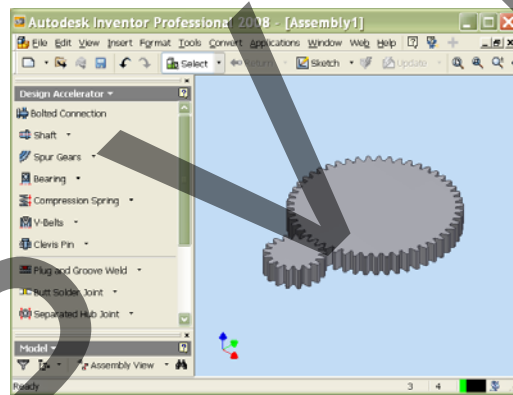 Autodesk Inventor Professional 2008 - [Assembly1]
File Edit View Insert Format Tools Convert Applications Window Web Help
Select Return Sketch Update
Design Accelerator
Bolted Connection
Shaft
Spur Gears
Bearing
Compression Spring
V-Belts
Clevis Pin
Plug and Groove Weld
Butt Solder Joint
Separated Hub Joint
Model
Assembly View
Ready 3 4